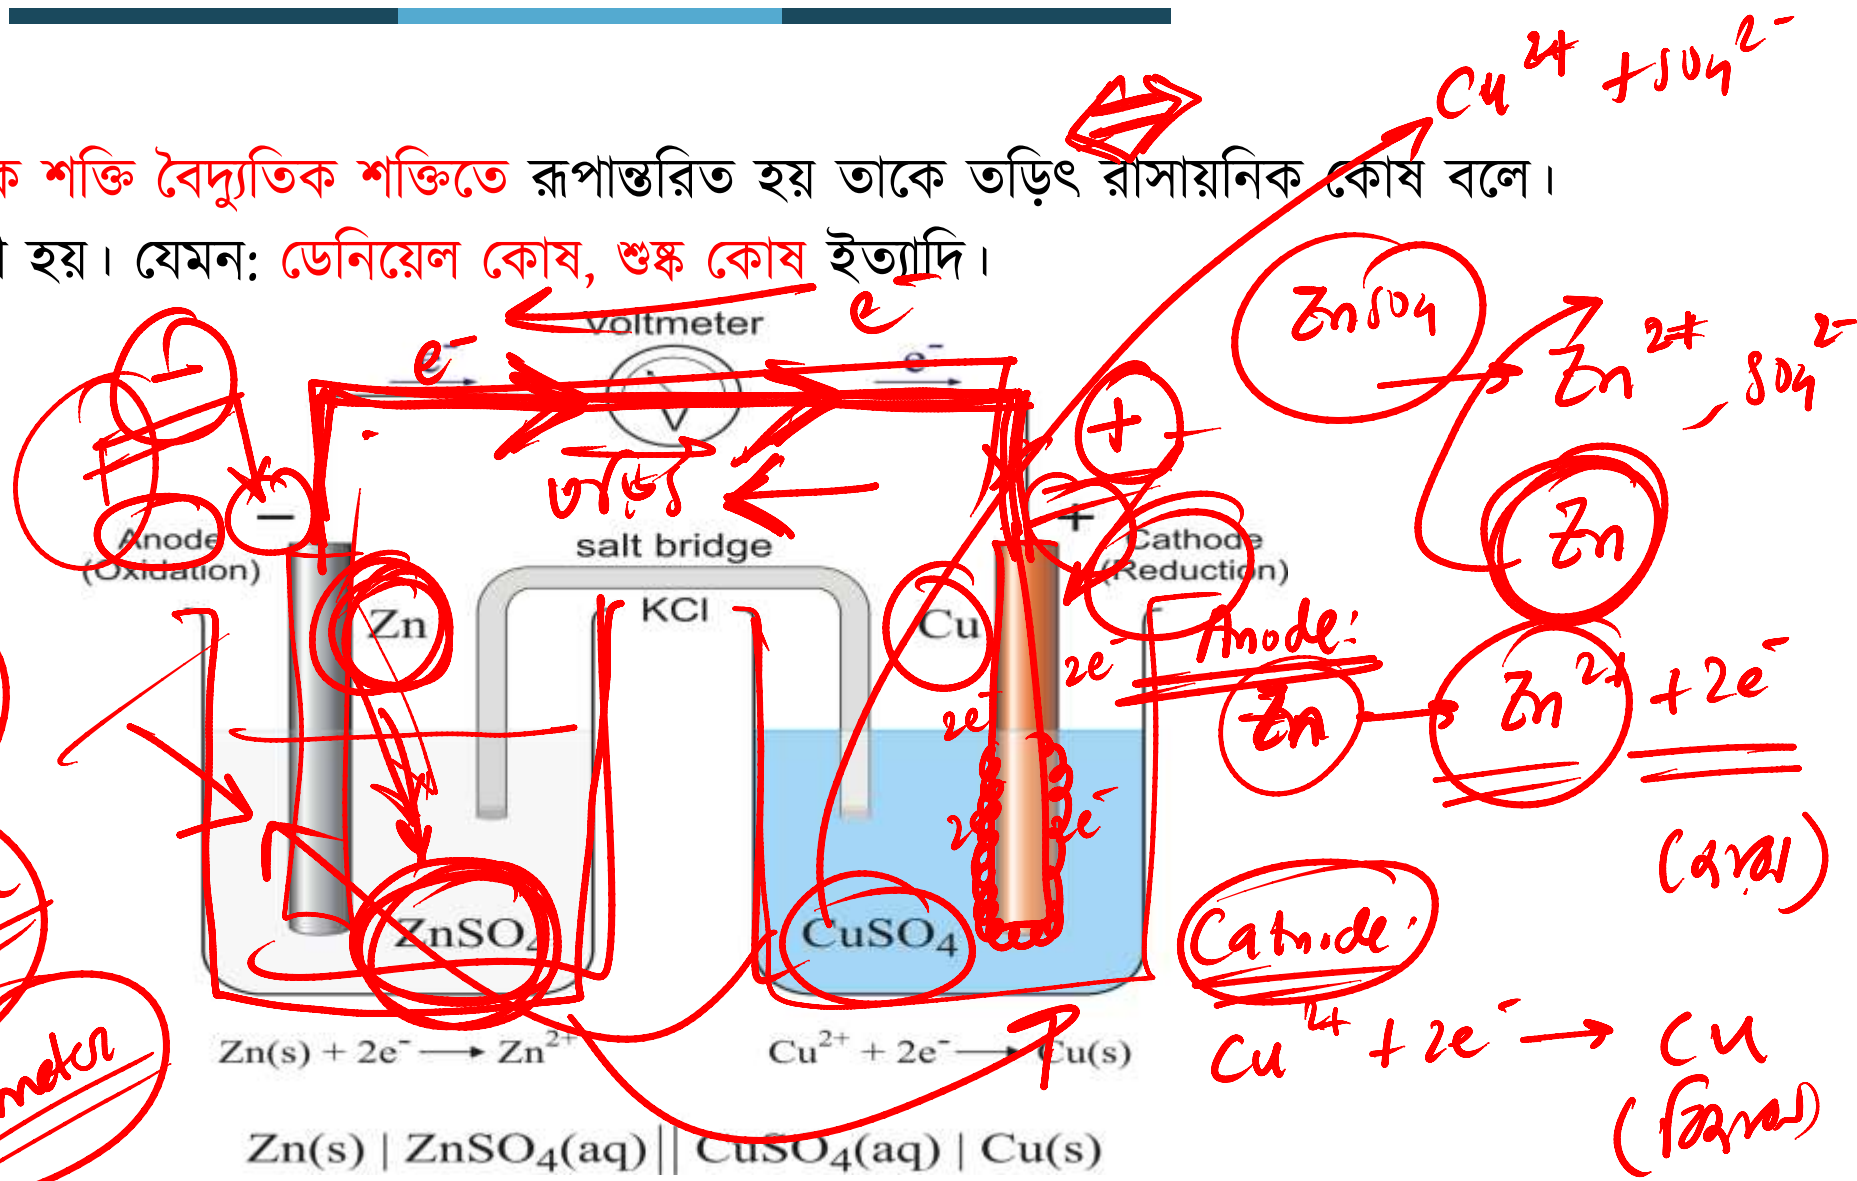 Cu²⁺ + SO₄²⁻
ক শক্তি বৈদ্যুতিক শক্তিতে রূপান্তরিত হয় তাকে তড়িৎ রাসায়নিক কোষ বলে।
হয়। যেমন: ডেনিয়েল কোষ, শুষ্ক কোষ ইত্যাদি।
ZnSO₄
Zn²⁺, SO₄²⁻
e⁻
voltmeter
e⁻ e⁻
e⁻
− +
তড়িৎ
Zn
− +
Anode
(Oxidation)
salt bridge
Cathode
(Reduction)
KCl
Zn
Cu
Anode:
2e⁻
2e⁻
Zn → Zn²⁺ + 2e⁻
2e⁻
ZnSO₄
CuSO₄
Cathode:
Zn(s) + 2e⁻ → Zn²⁺
Cu²⁺ + 2e⁻ → Cu(s)
Cu²⁺ + 2e⁻ → Cu
meter
Zn(s) | ZnSO₄(aq) || CuSO₄(aq) | Cu(s)